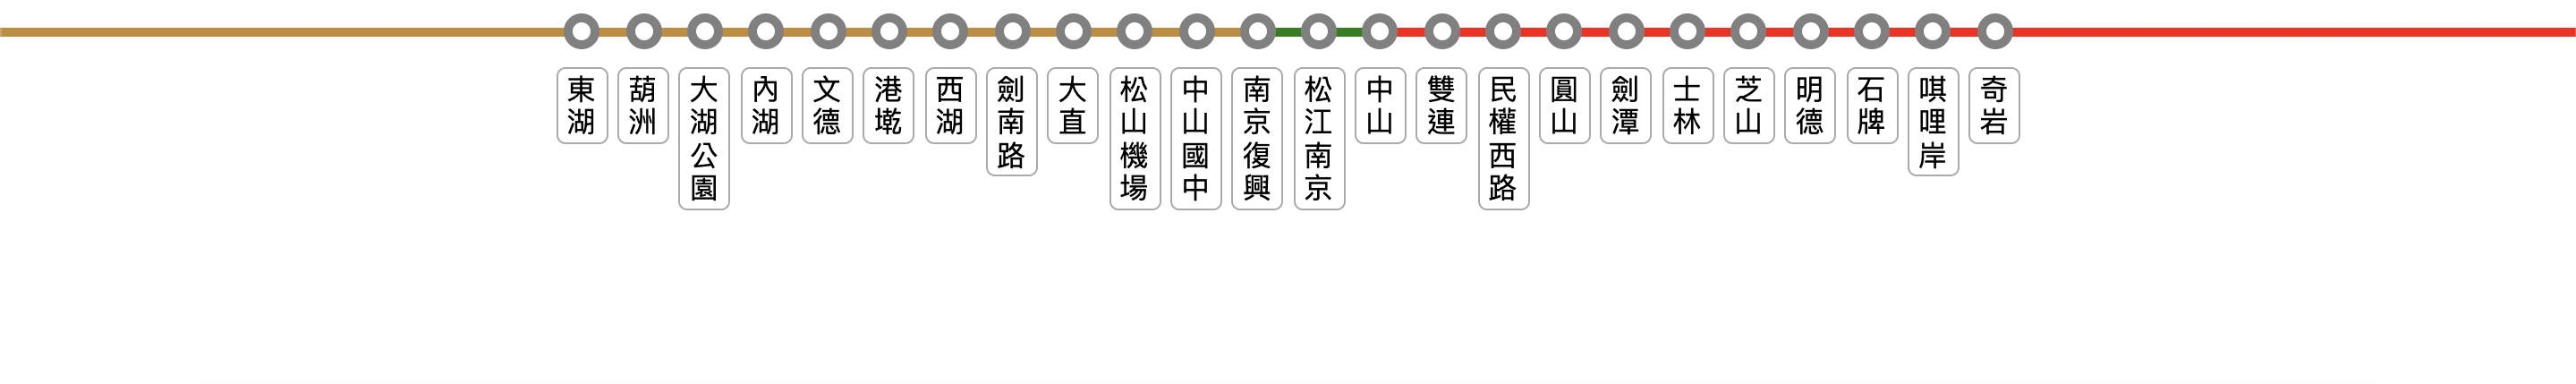 東湖
葫洲
大湖公園
內湖
文德
港墘
西湖
劍南路
大直
松山機場
中山國中
南京復興
松江南京
中山
雙連
民權西路
圓山
劍潭
士林
芝山
明德
石牌
唭哩岸
奇岩